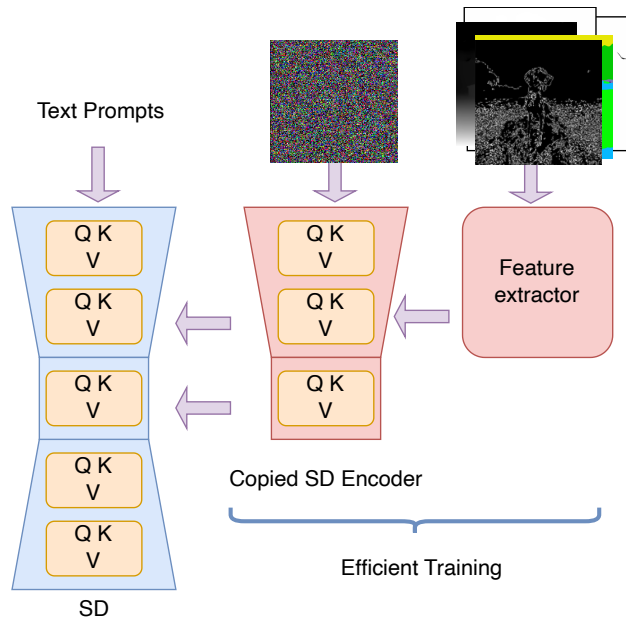 Text Prompts
Q K
V
Q K
V
Q K
V
Q K
V
Q K
V
SD
Q K
V
Q K
V
Q K
V
Copied SD Encoder
Feature
extractor
Efficient Training